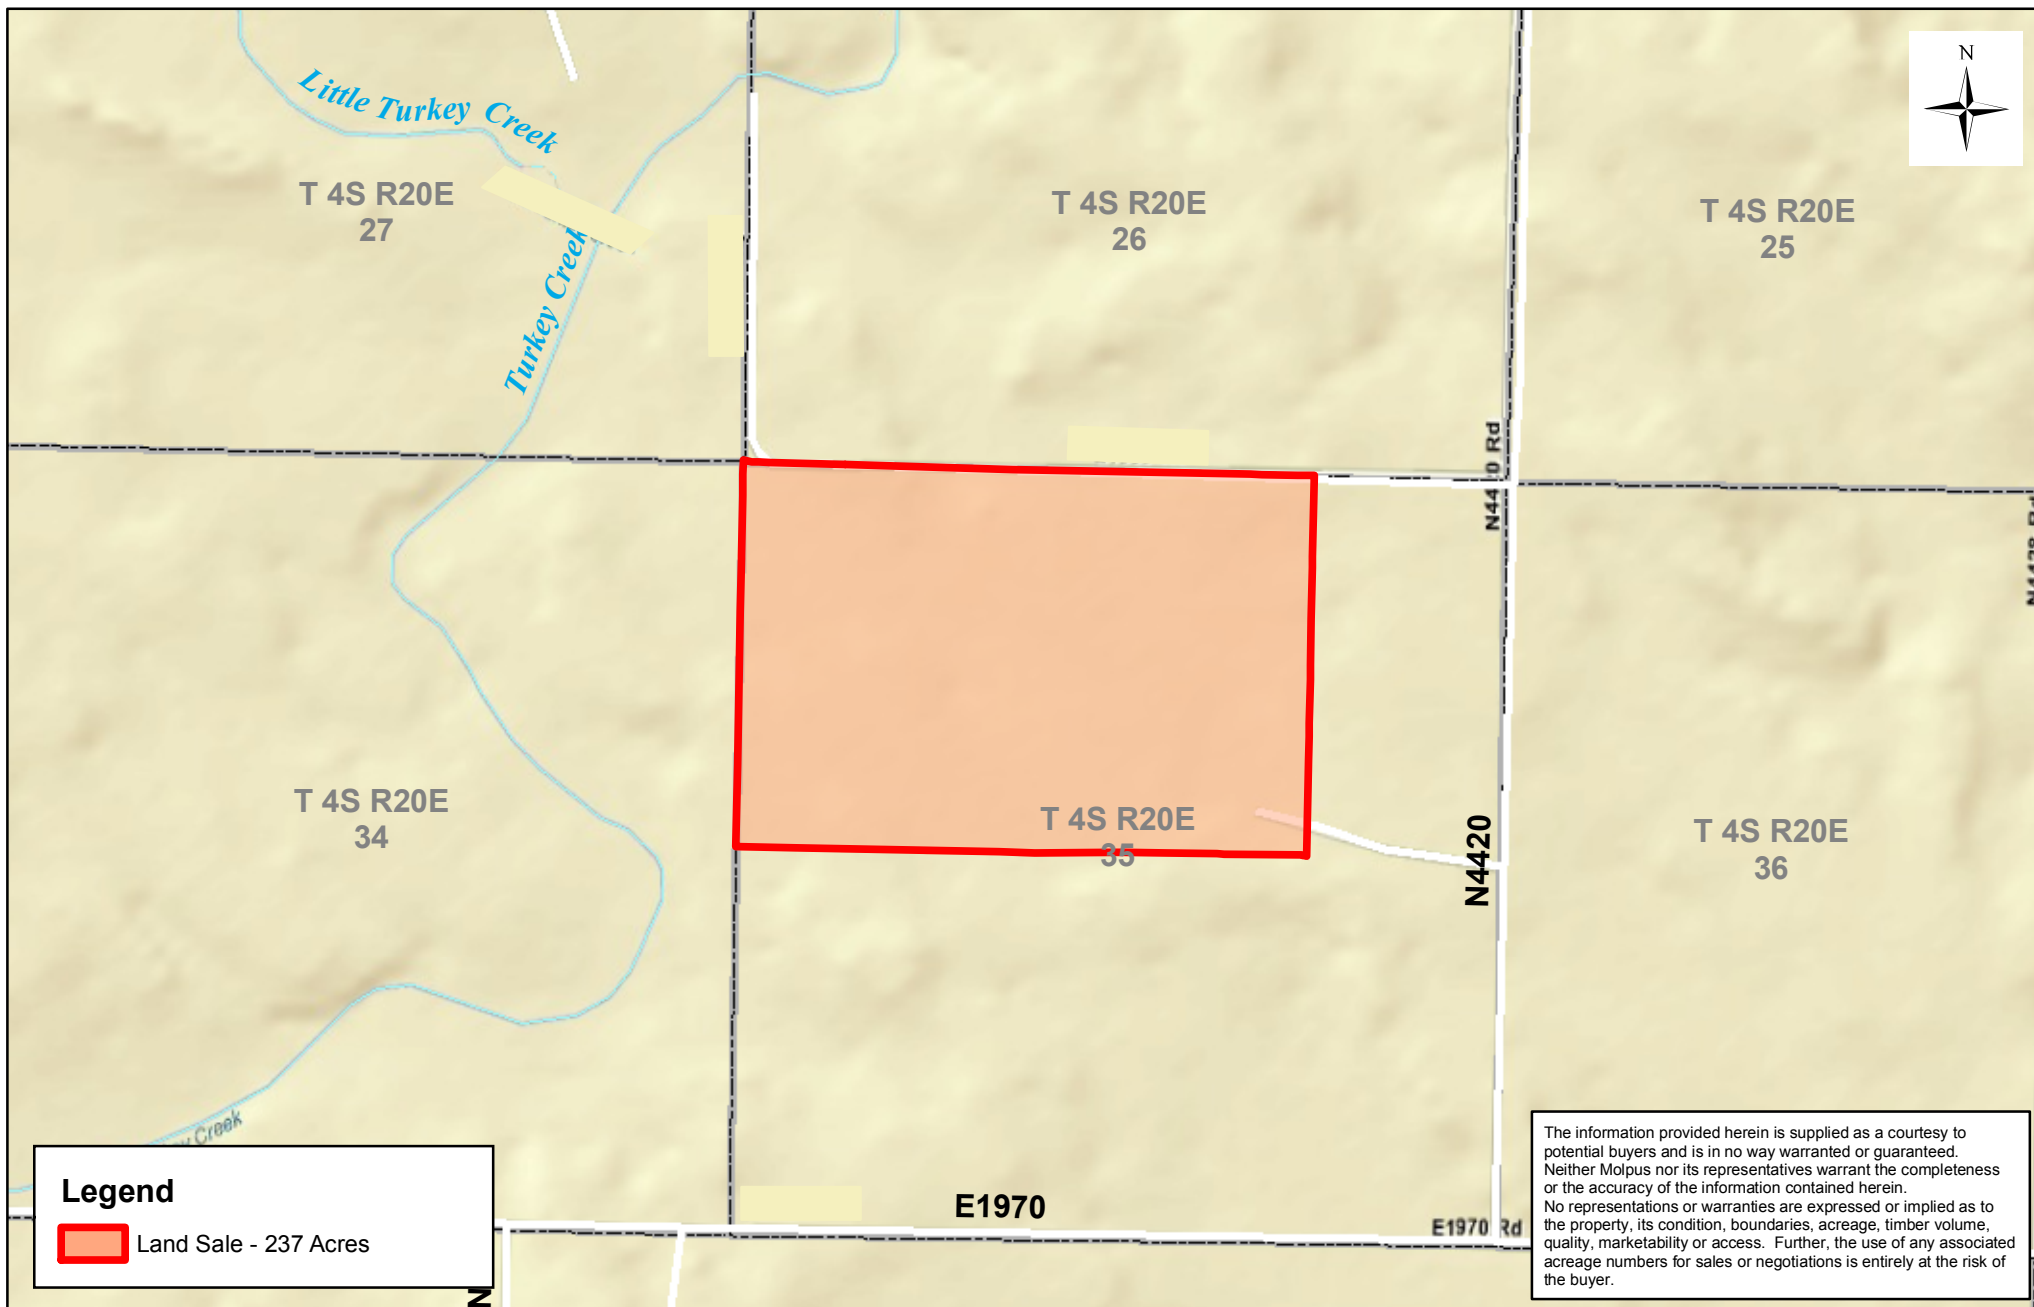 N
Little Turkey Creek
T 4S R20E
27
T 4S R20E
26
T 4S R20E
25
Turkey Creek
N44 0 Rd
T 4S R20E
34
T 4S R20E
35
N4420
T 4S R20E
36
Creek
E1970
E1970 Rd
Legend
Land Sale - 237 Acres
N
The information provided herein is supplied as a courtesy to
potential buyers and is in no way warranted or guaranteed.
Neither Molpus nor its representatives warrant the completeness
or the accuracy of the information contained herein.
No representations or warranties are expressed or implied as to
the property, its condition, boundaries, acreage, timber volume,
quality, marketability or access.  Further, the use of any associated
acreage numbers for sales or negotiations is entirely at the risk of
the buyer.